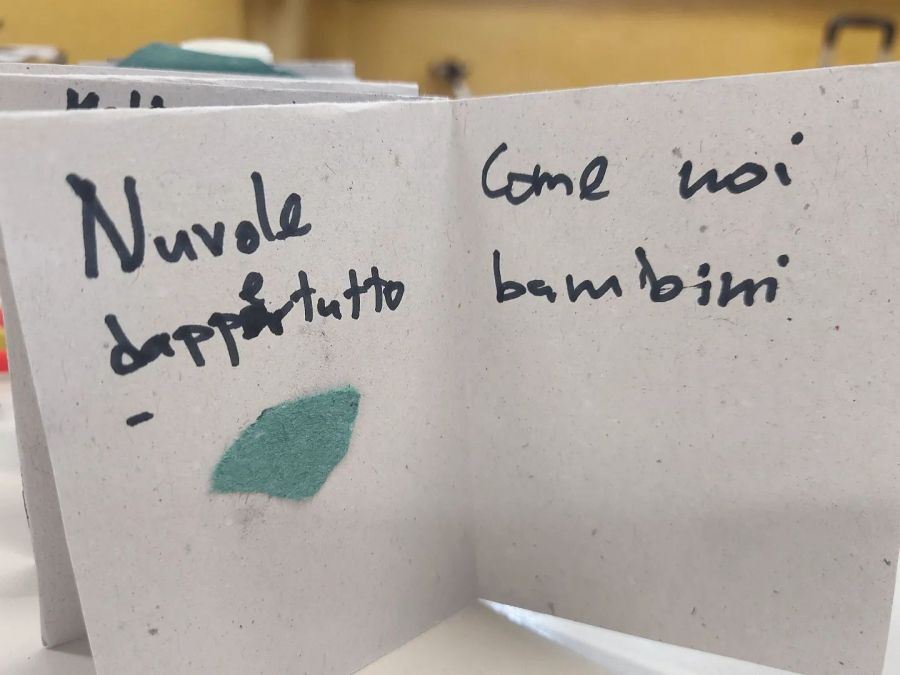 Nuvole
dappertutto
-
Come noi
bambini